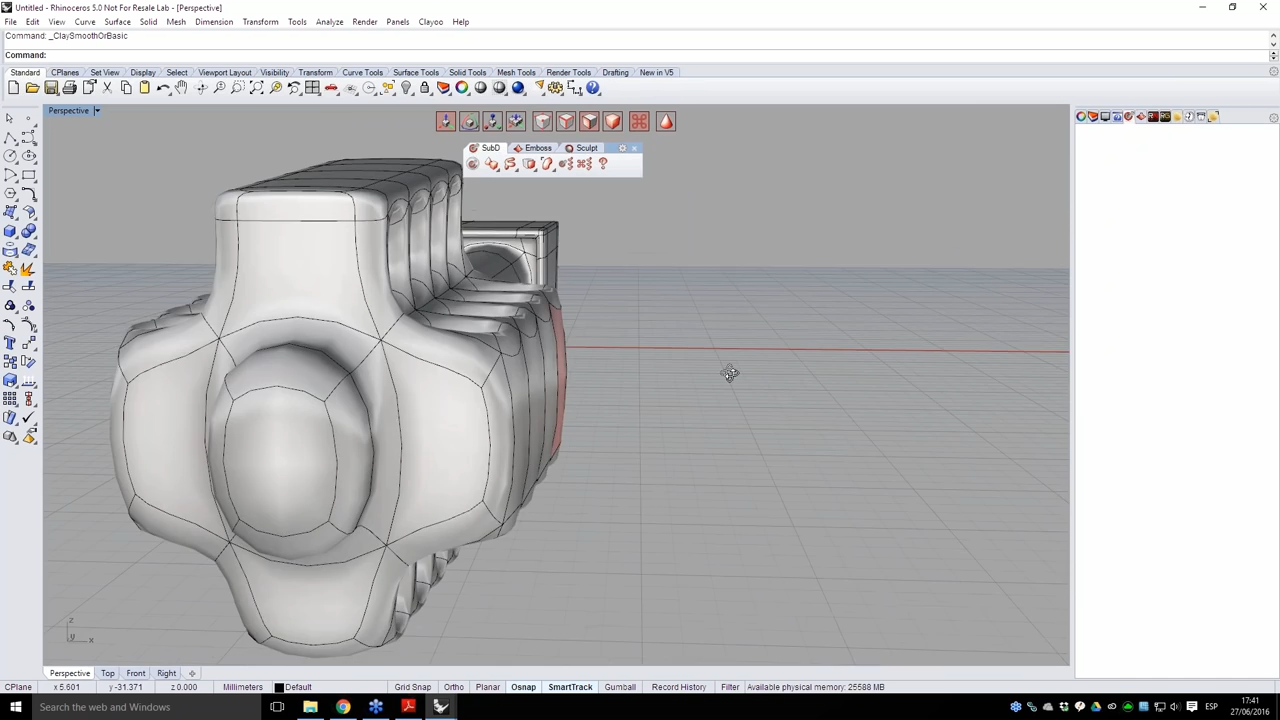 Untitled - Rhinoceros 5.0 Not For Resale Lab - [Perspective]
File Edit View Curve Surface Solid Mesh Dimension Transform Tools Analyze Render Panels Clayoo Help
Command: _ClaySmoothOrBasic
Command:
Standard CPlanes Set View Display Select Viewport Layout Visibility Transform Curve Tools Surface Tools Solid Tools Mesh Tools Render Tools Drafting New in V5
Perspective
SubD Emboss Sculpt
z
y x
Perspective Top Front Right
CPlane x 5.601 y -31.371 z 0.000 Millimeters Default Grid Snap Ortho Planar Osnap SmartTrack Gumball Record History Filter Available physical memory: 25588 MB
Search the web and Windows
ESP
17:41
27/06/2016